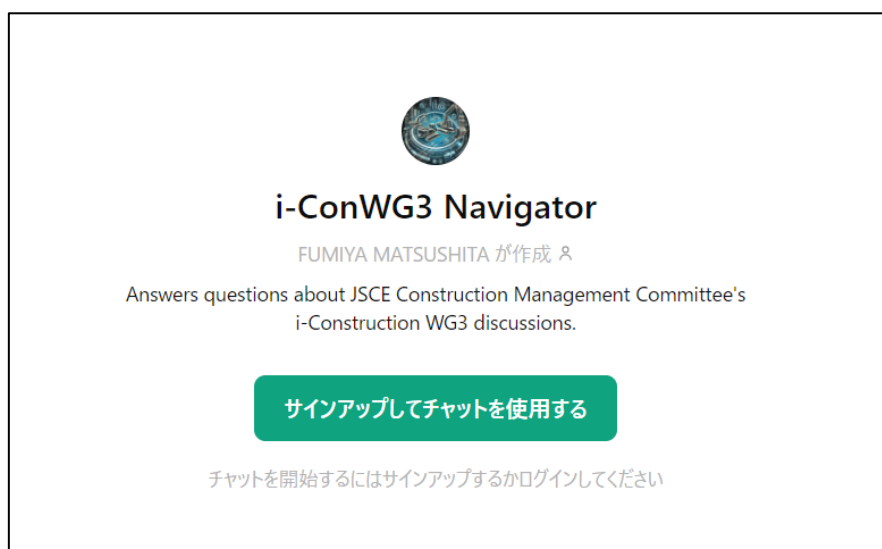 i-ConWG3 Navigator
FUMIYA MATSUSHITA が作成
Answers questions about JSCE Construction Management Committee's
i-Construction WG3 discussions.
サインアップしてチャットを使用する
チャットを開始するにはサインアップするかログインしてください